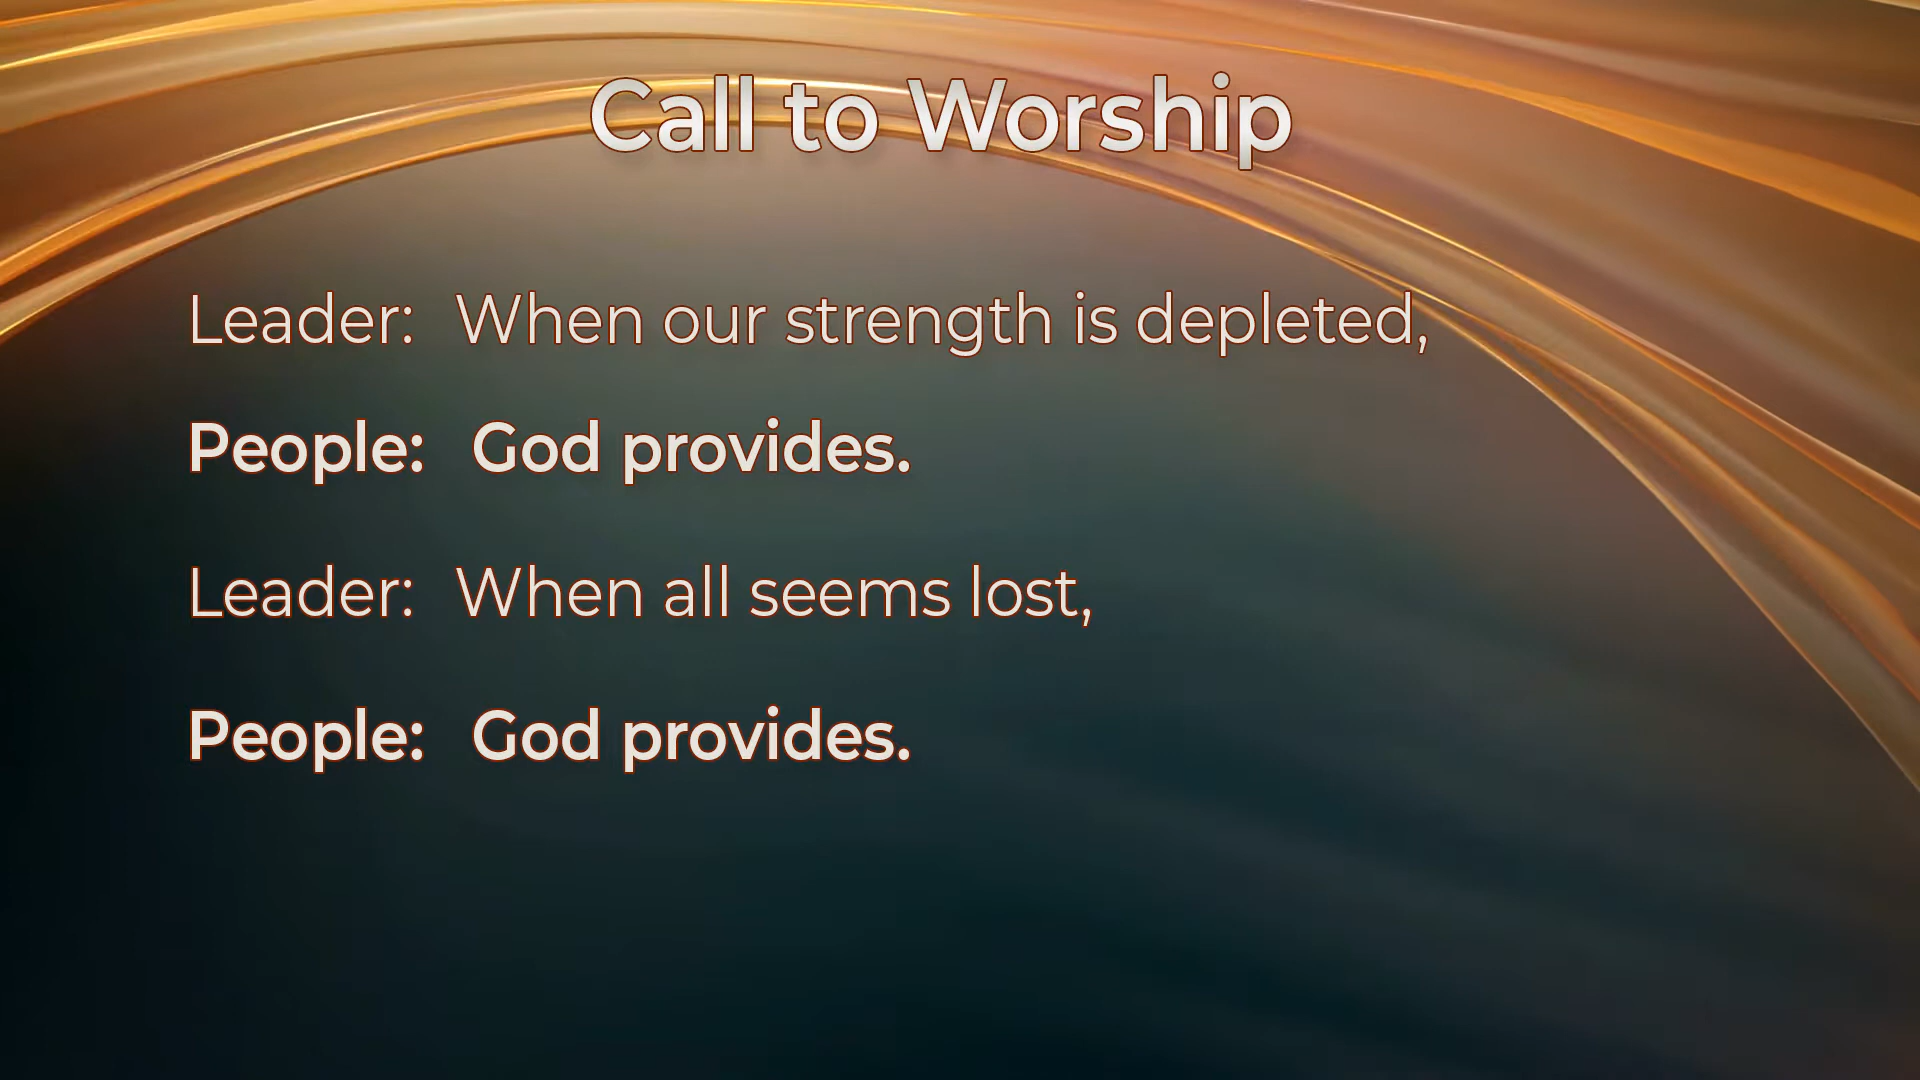 Call to Worship
Leader: When our strength is depleted,
People: God provides.
Leader: When all seems lost,
People: God provides.